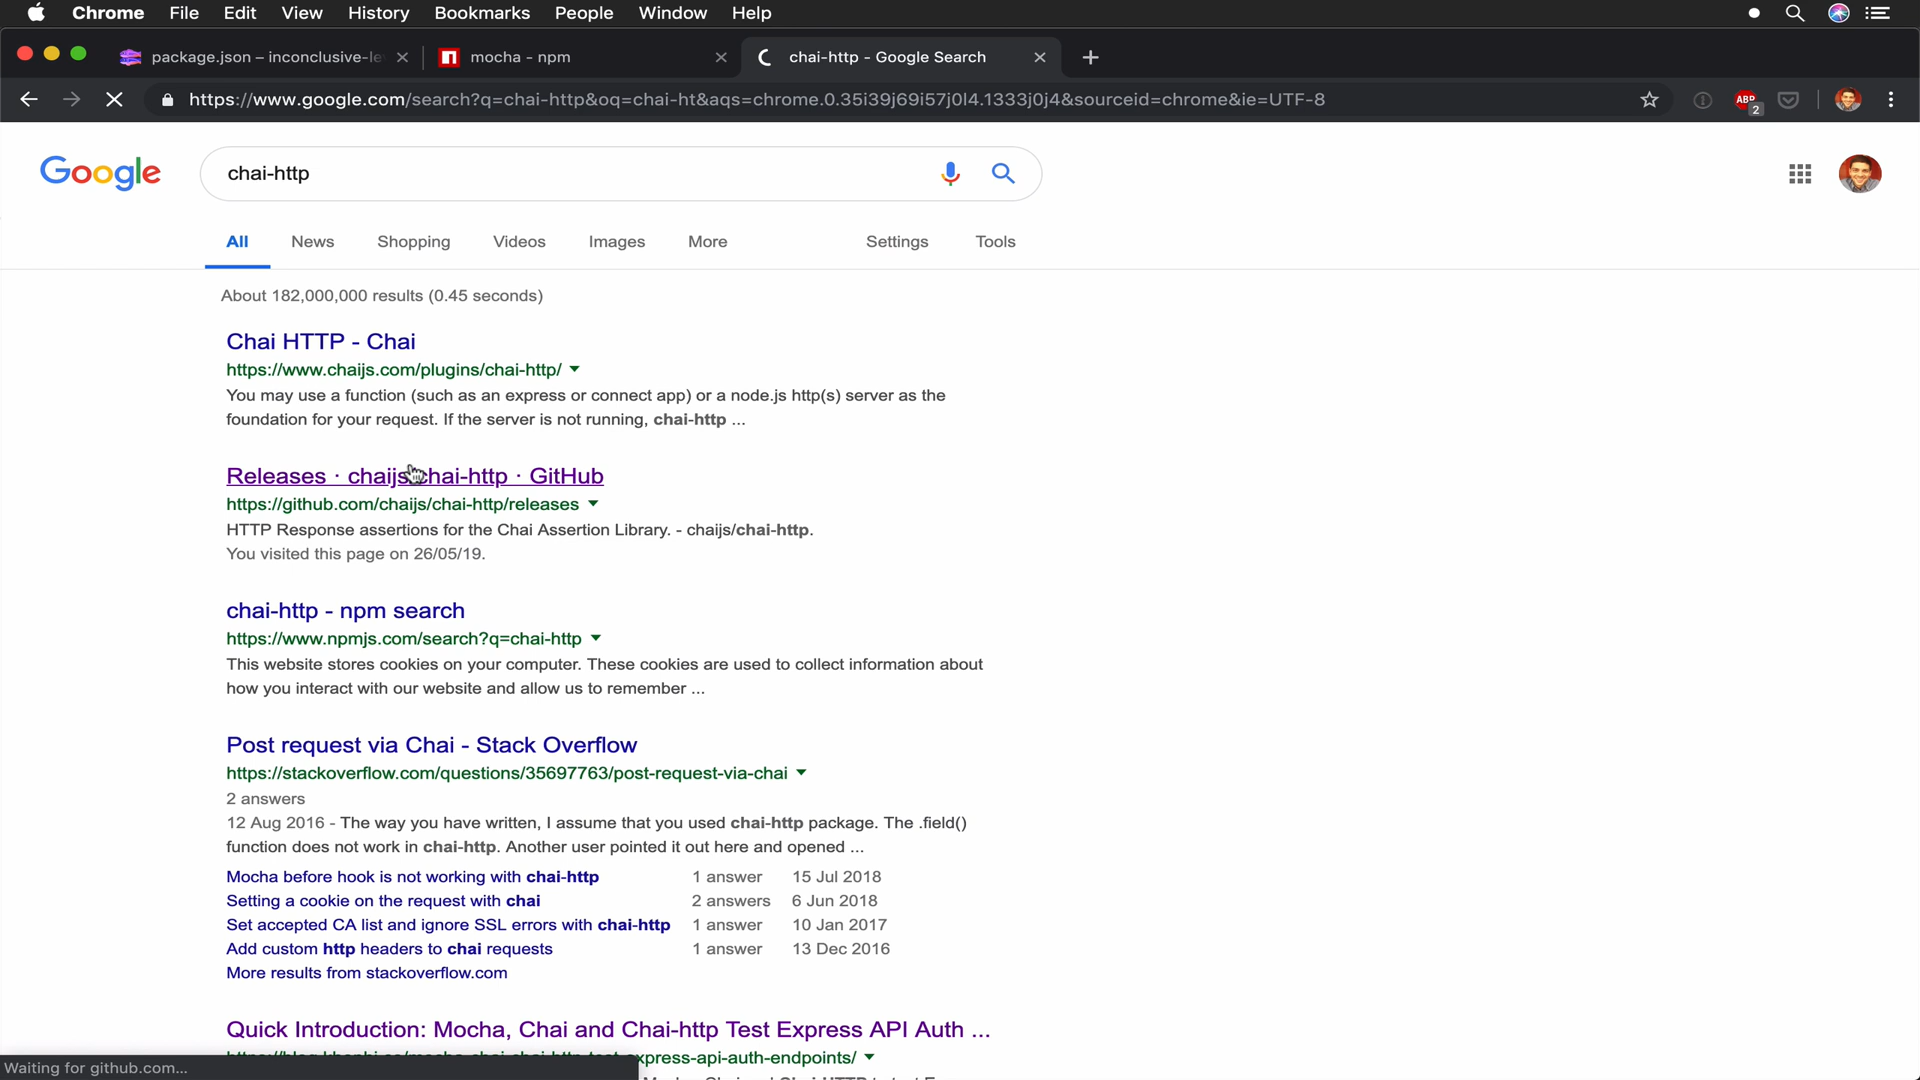 Chrome File Edit View History Bookmarks People Window Help
package.json – inconclusive-le
mocha - npm
chai-http - Google Search
https://www.google.com/search?q=chai-http&oq=chai-ht&aqs=chrome.0.35i39j69i57j0l4.1333j0j4&sourceid=chrome&ie=UTF-8
ABP
2
Google
chai-http
All News Shopping Videos Images More Settings Tools
About 182,000,000 results (0.45 seconds)
Chai HTTP - Chai
https://www.chaijs.com/plugins/chai-http/
You may use a function (such as an express or connect app) or a node.js http(s) server as the
foundation for your request. If the server is not running, chai-http ...
Releases · chaijs/chai-http · GitHub
https://github.com/chaijs/chai-http/releases
HTTP Response assertions for the Chai Assertion Library. - chaijs/chai-http.
You visited this page on 26/05/19.
chai-http - npm search
https://www.npmjs.com/search?q=chai-http
This website stores cookies on your computer. These cookies are used to collect information about
how you interact with our website and allow us to remember ...
Post request via Chai - Stack Overflow
https://stackoverflow.com/questions/35697763/post-request-via-chai
2 answers
12 Aug 2016 - The way you have written, I assume that you used chai-http package. The .field()
function does not work in chai-http. Another user pointed it out here and opened ...
Mocha before hook is not working with chai-http 1 answer 15 Jul 2018
Setting a cookie on the request with chai 2 answers 6 Jun 2018
Set accepted CA list and ignore SSL errors with chai-http 1 answer 10 Jan 2017
Add custom http headers to chai requests 1 answer 13 Dec 2016
More results from stackoverflow.com
Quick Introduction: Mocha, Chai and Chai-http Test Express API Auth ...
xpress-api-auth-endpoints/
Waiting for github.com...